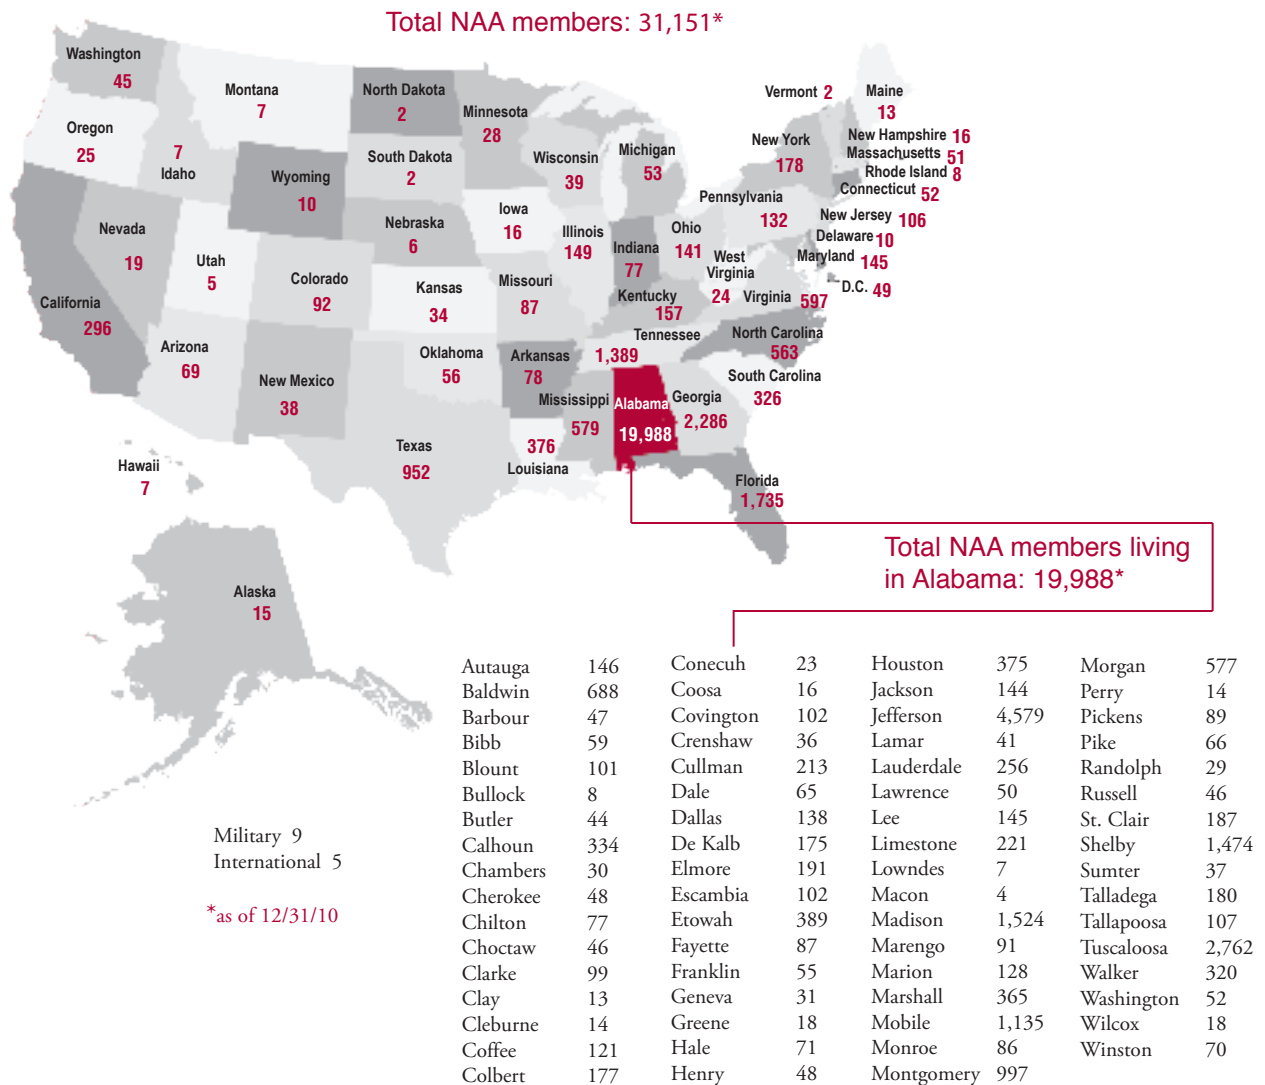 Total NAA members: 31,151*
Washington
45
Montana
7
North Dakota
2
Minnesota
28
Vermont 2
Maine
13
Oregon
25
7
Idaho
Wyoming
10
South Dakota
2
Wisconsin
39
Michigan
53
New York
178
New Hampshire 16
Massachusetts 51
Rhode Island 8
Connecticut 52
Nevada
19
Utah
5
Colorado
92
Nebraska
6
Iowa
16
Illinois
149
Indiana
77
Ohio
141
Pennsylvania
132
New Jersey 106
Delaware 10
Maryland 145
D.C. 49
West
Virginia
24
Virginia 597
California
296
Kansas
34
Missouri
87
Kentucky
157
Arizona
69
New Mexico
38
Oklahoma
56
Arkansas
78
Tennessee
1,389
North Carolina
563
South Carolina
326
Mississippi
579
Alabama
19,988
Georgia
2,286
Texas
952
376
Louisiana
Florida
1,735
Hawaii
7
Alaska
15
Total NAA members living
in Alabama: 19,988*
Military 9
International 5
*as of 12/31/10
Autauga 146
Baldwin 688
Barbour 47
Bibb 59
Blount 101
Bullock 8
Butler 44
Calhoun 334
Chambers 30
Cherokee 48
Chilton 77
Choctaw 46
Clarke 99
Clay 13
Cleburne 14
Coffee 121
Colbert 177
Conecuh 23
Coosa 16
Covington 102
Crenshaw 36
Cullman 213
Dale 65
Dallas 138
De Kalb 175
Elmore 191
Escambia 102
Etowah 389
Fayette 87
Franklin 55
Geneva 31
Greene 18
Hale 71
Henry 48
Houston 375
Jackson 144
Jefferson 4,579
Lamar 41
Lauderdale 256
Lawrence 50
Lee 145
Limestone 221
Lowndes 7
Macon 4
Madison 1,524
Marengo 91
Marion 128
Marshall 365
Mobile 1,135
Monroe 86
Montgomery 997
Morgan 577
Perry 14
Pickens 89
Pike 66
Randolph 29
Russell 46
St. Clair 187
Shelby 1,474
Sumter 37
Talladega 180
Tallapoosa 107
Tuscaloosa 2,762
Walker 320
Washington 52
Wilcox 18
Winston 70